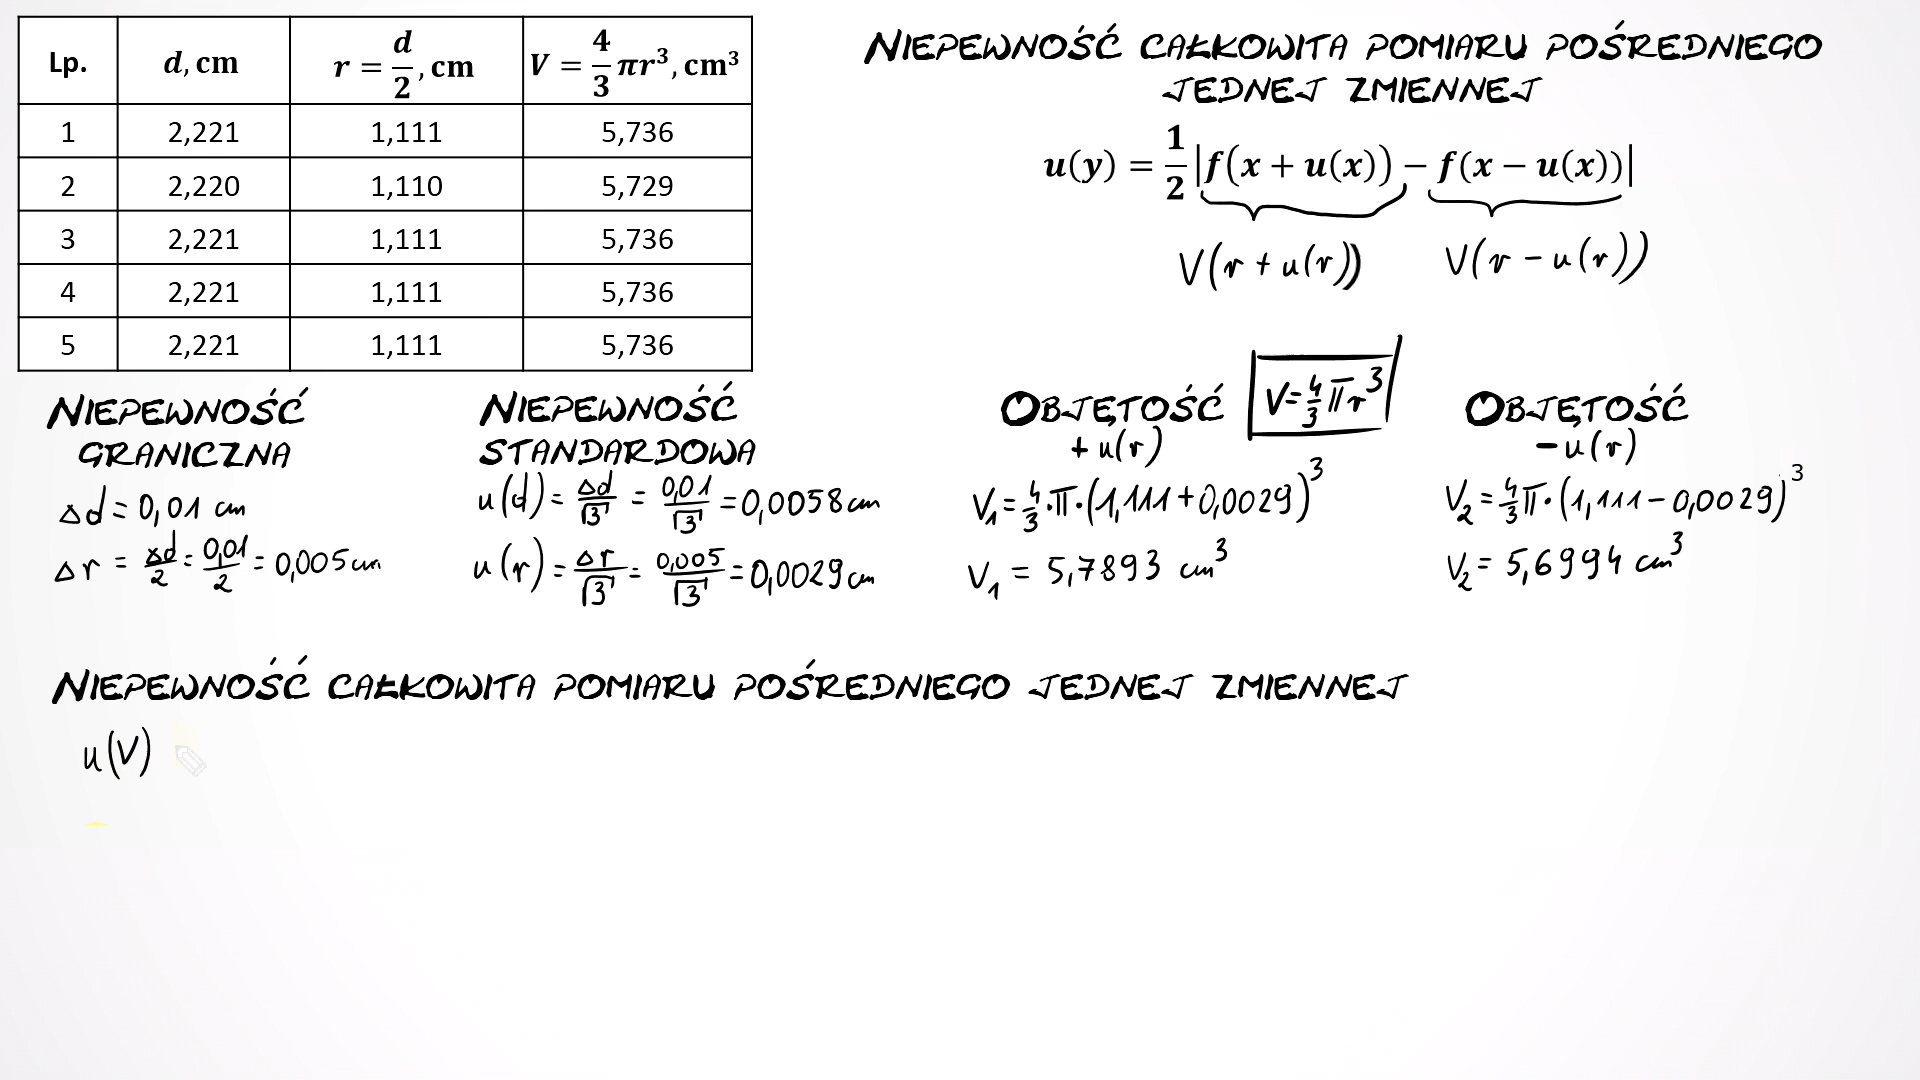 Lp. d, cm r = d/2, cm V = 4/3 πr³, cm³
1 2,221 1,111 5,736
2 2,220 1,110 5,729
3 2,221 1,111 5,736
4 2,221 1,111 5,736
5 2,221 1,111 5,736
NIEPEWNOŚĆ CAŁKOWITA POMIARU POŚREDNIEGO
JEDNEJ ZMIENNEJ
u(y) = 1/2 |f(x + u(x)) − f(x − u(x))|
V(r + u(r)) V(r − u(r))
NIEPEWNOŚĆ
GRANICZNA
Δd = 0,01 cm
Δr = Δd/2 = 0,01/2 = 0,005 cm
NIEPEWNOŚĆ
STANDARDOWA
u(d) = Δd/√3 = 0,01/√3 = 0,0058 cm
u(r) = Δr/√3 = 0,005/√3 = 0,0029 cm
OBJĘTOŚĆ V = 4/3 πr³
+ u(r)
V₁ = 4/3 · π · (1,111 + 0,0029)³
V₁ = 5,7893 cm³
OBJĘTOŚĆ
− u(r)
V₂ = 4/3 π · (1,111 − 0,0029)³
V₂ = 5,6994 cm³
NIEPEWNOŚĆ CAŁKOWITA POMIARU POŚREDNIEGO JEDNEJ ZMIENNEJ
u(V)